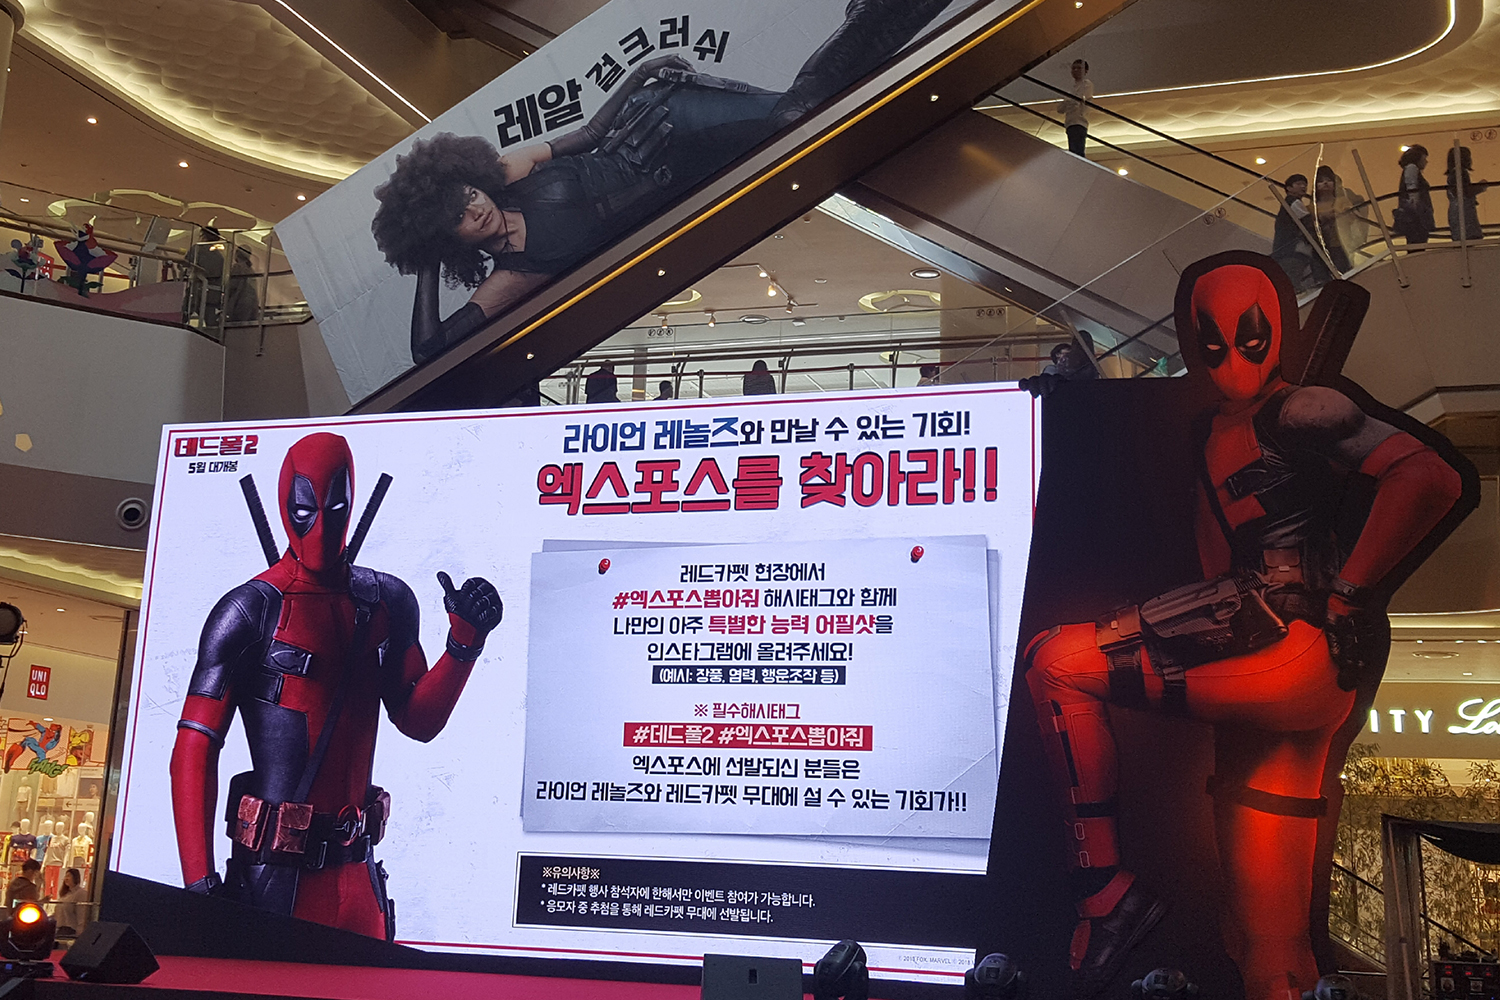 레알 걸크러쉬
데드풀2
5월 대개봉
라이언 레놀즈와 만날 수 있는 기회!
엑스포스를 찾아라!!
레드카펫 현장에서
#엑스포스뽑아줘 해시태그와 함께
나만의 아주 특별한 능력 어필샷을
인스타그램에 올려주세요!
(예시: 장풍, 염력, 행운조작 등)
※ 필수해시태그
#데드풀2 #엑스포스뽑아줘
엑스포스에 선발되신 분들은
라이언 레놀즈와 레드카펫 무대에 설 수 있는 기회가!!
※유의사항※
* 레드카펫 행사 참석자에 한해서만 이벤트 참여가 가능합니다.
* 응모자 중 추첨을 통해 레드카펫 무대에 선발됩니다.
UNI
QLO
ITY